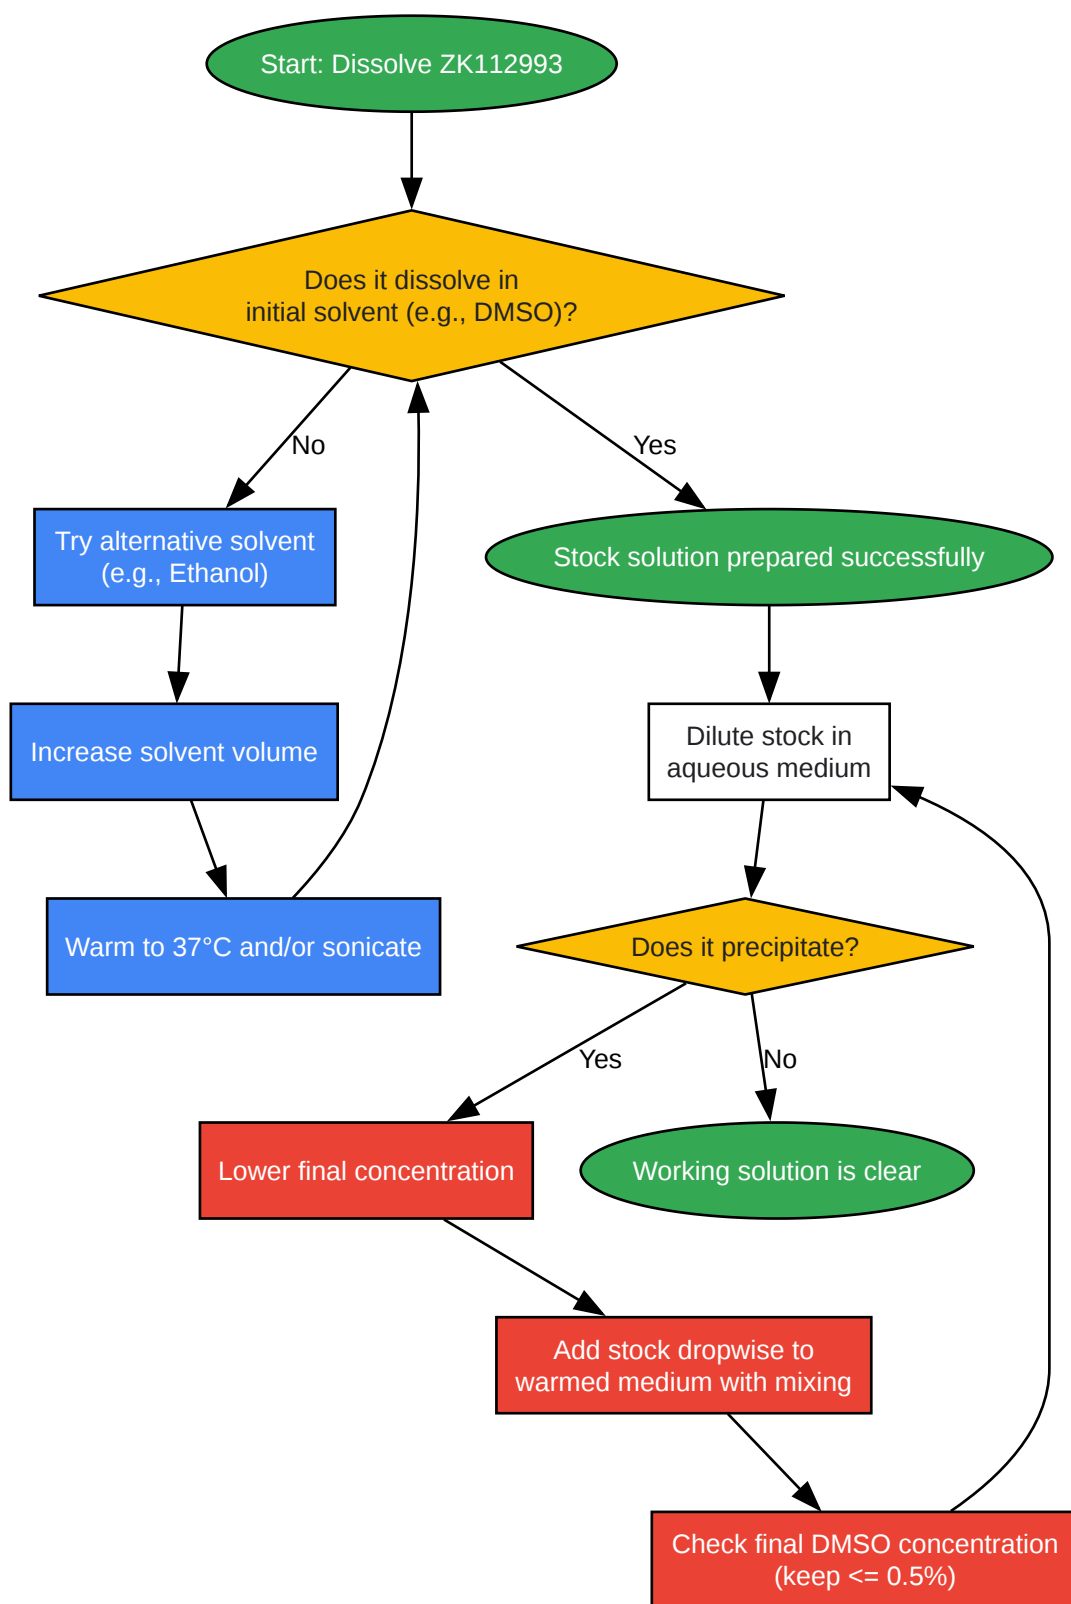 Start: Dissolve ZK112993
Does it dissolve in
initial solvent (e.g., DMSO)?
No
Yes
Try alternative solvent
(e.g., Ethanol)
Stock solution prepared successfully
Increase solvent volume
Dilute stock in
aqueous medium
Warm to 37°C and/or sonicate
Does it precipitate?
Yes
No
Lower final concentration
Working solution is clear
Add stock dropwise to
warmed medium with mixing
Check final DMSO concentration
(keep <= 0.5%)